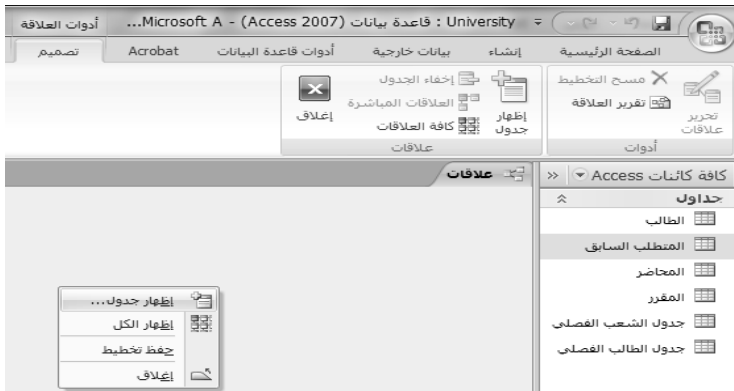 University : قاعدة بيانات (Access 2007) - Microsoft A...
أدوات العلاقة
الصفحة الرئيسية
إنشاء
بيانات خارجية
أدوات قاعدة البيانات
Acrobat
تصميم
تحرير علاقات
مسح التخطيط
تقرير العلاقة
أدوات
إظهار جدول
إخفاء الجدول
العلاقات المباشرة
كافة العلاقات
إغلاق
علاقات
كافة كائنات Access
علاقات
جداول
الطالب
المتطلب السابق
المحاضر
المقرر
جدول الشعب الفصلي
جدول الطالب الفصلي
إظهار جدول...
إظهار الكل
حفظ تخطيط
إغلاق